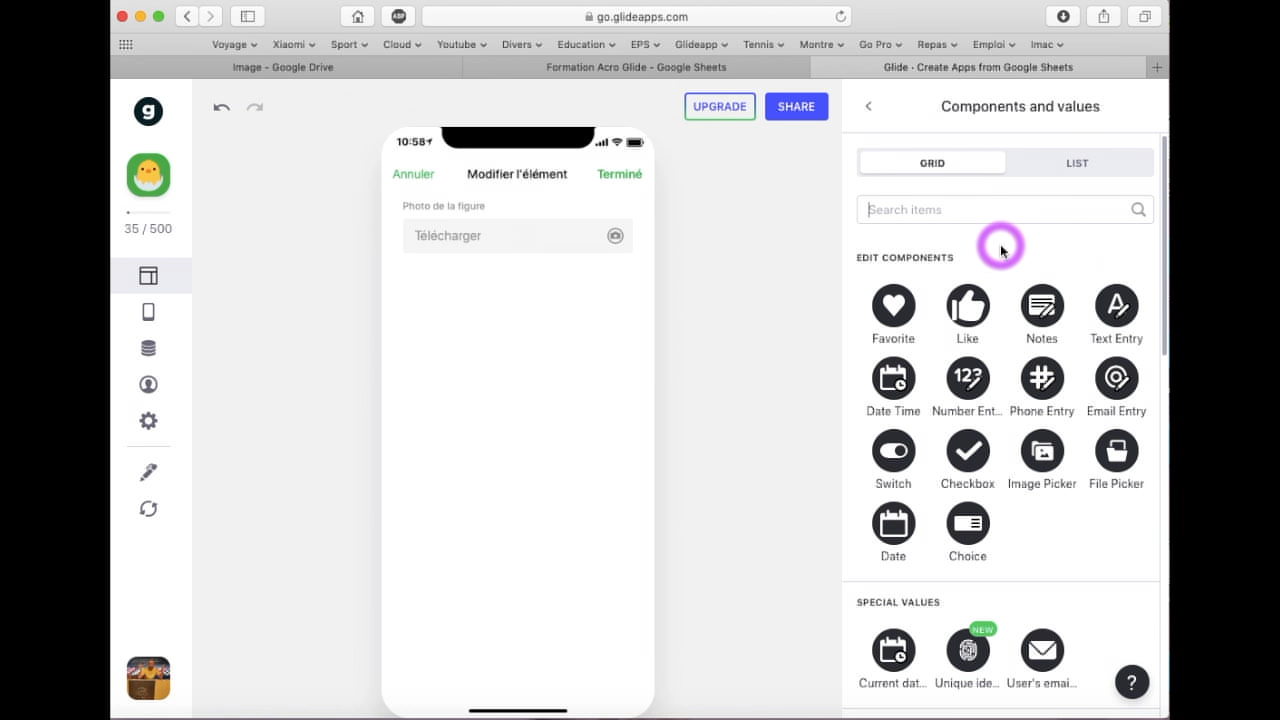 ABP
go.glideapps.com
Voyage Xiaomi Sport Cloud Youtube Divers Education EPS Glideapp Tennis Montre Go Pro Repas Emploi Imac
Image - Google Drive
Formation Acro Glide - Google Sheets
Glide · Create Apps from Google Sheets
g
35 / 500
UPGRADE
SHARE
10:58
Annuler
Modifier l'élément
Terminé
Photo de la figure
Télécharger
Components and values
GRID
LIST
Search items
EDIT COMPONENTS
Favorite Like Notes Text Entry
Date Time Number Ent... Phone Entry Email Entry
Switch Checkbox Image Picker File Picker
Date Choice
SPECIAL VALUES
NEW
Current dat... Unique ide... User's emai...
?